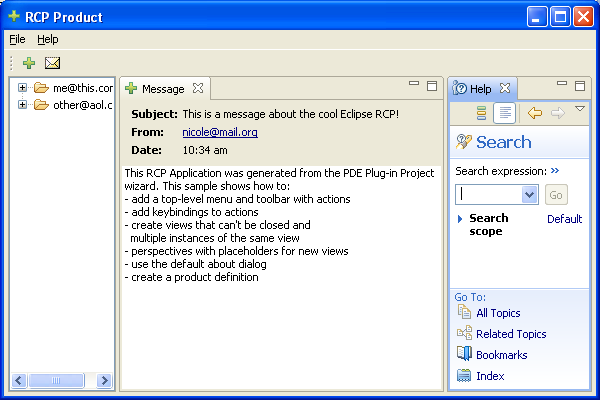 RCP Product
File Help
me@this.com
other@aol.c
Message
Subject: This is a message about the cool Eclipse RCP!
From: nicole@mail.org
Date: 10:34 am
This RCP Application was generated from the PDE Plug-in Project
wizard. This sample shows how to:
- add a top-level menu and toolbar with actions
- add keybindings to actions
- create views that can't be closed and
multiple instances of the same view
- perspectives with placeholders for new views
- use the default about dialog
- create a product definition
Help
Search
Search expression: »
Go
Search Default
scope
Go To:
All Topics
Related Topics
Bookmarks
Index